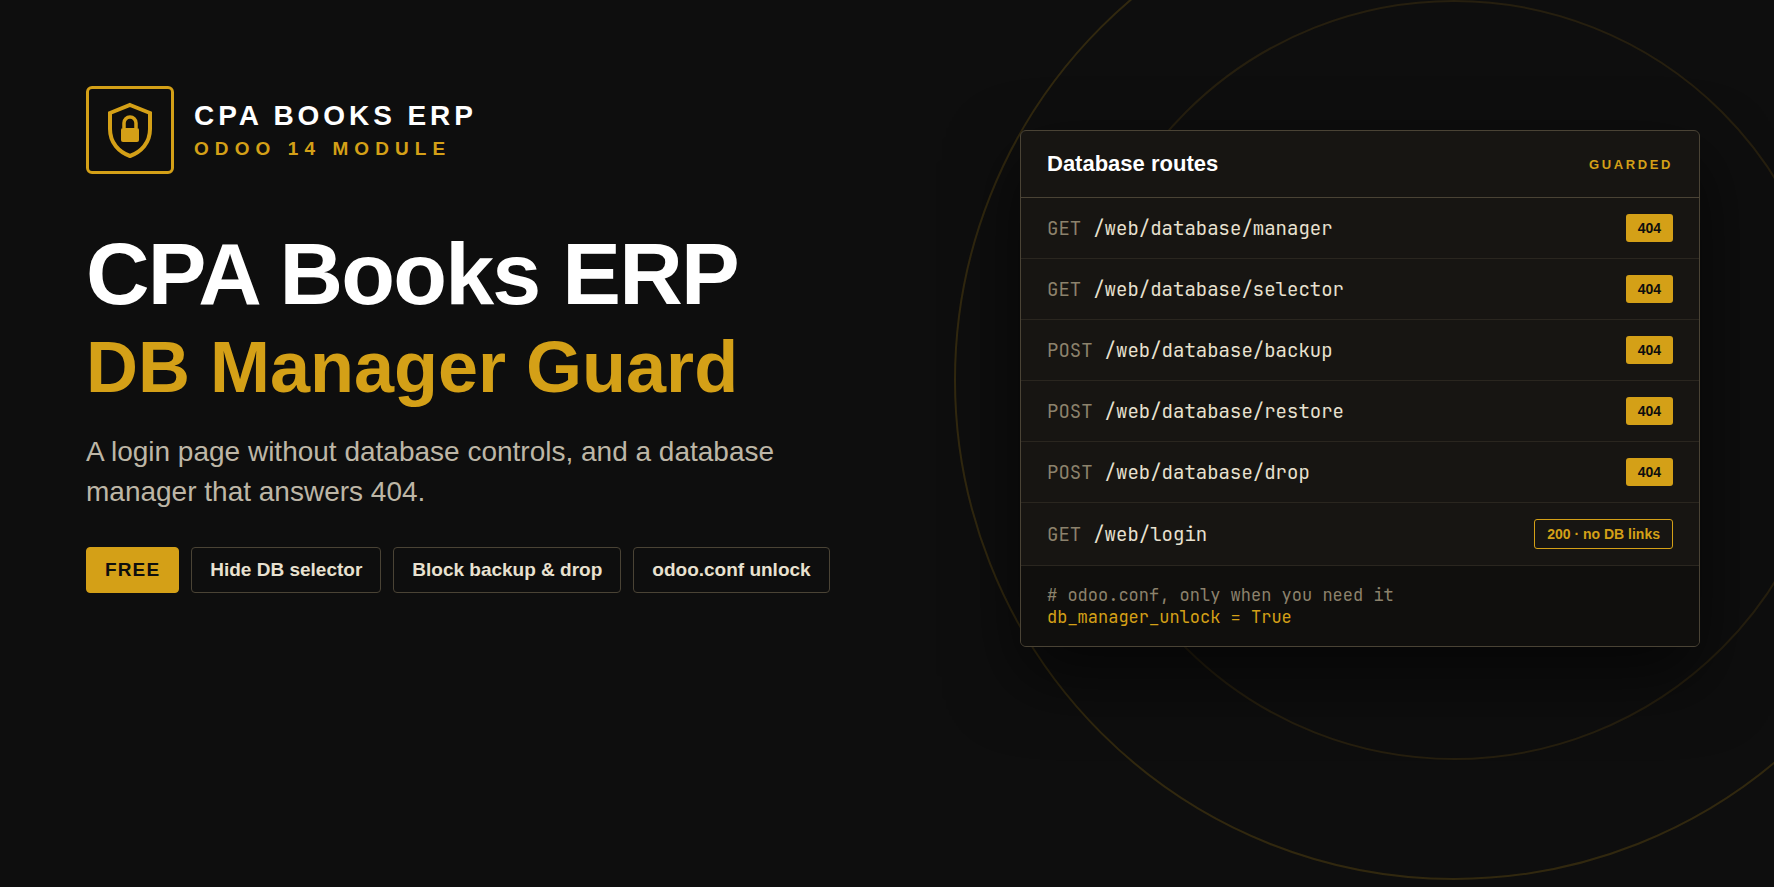 CPA BOOKS ERP
ODOO 14 MODULE
CPA Books ERP
DB Manager Guard
A login page without database controls, and a database
manager that answers 404.
FREE
Hide DB selector
Block backup & drop
odoo.conf unlock
Database routes
GUARDED
GET /web/database/manager 404
GET /web/database/selector 404
POST /web/database/backup 404
POST /web/database/restore 404
POST /web/database/drop 404
GET /web/login 200 · no DB links
# odoo.conf, only when you need it
db_manager_unlock = True